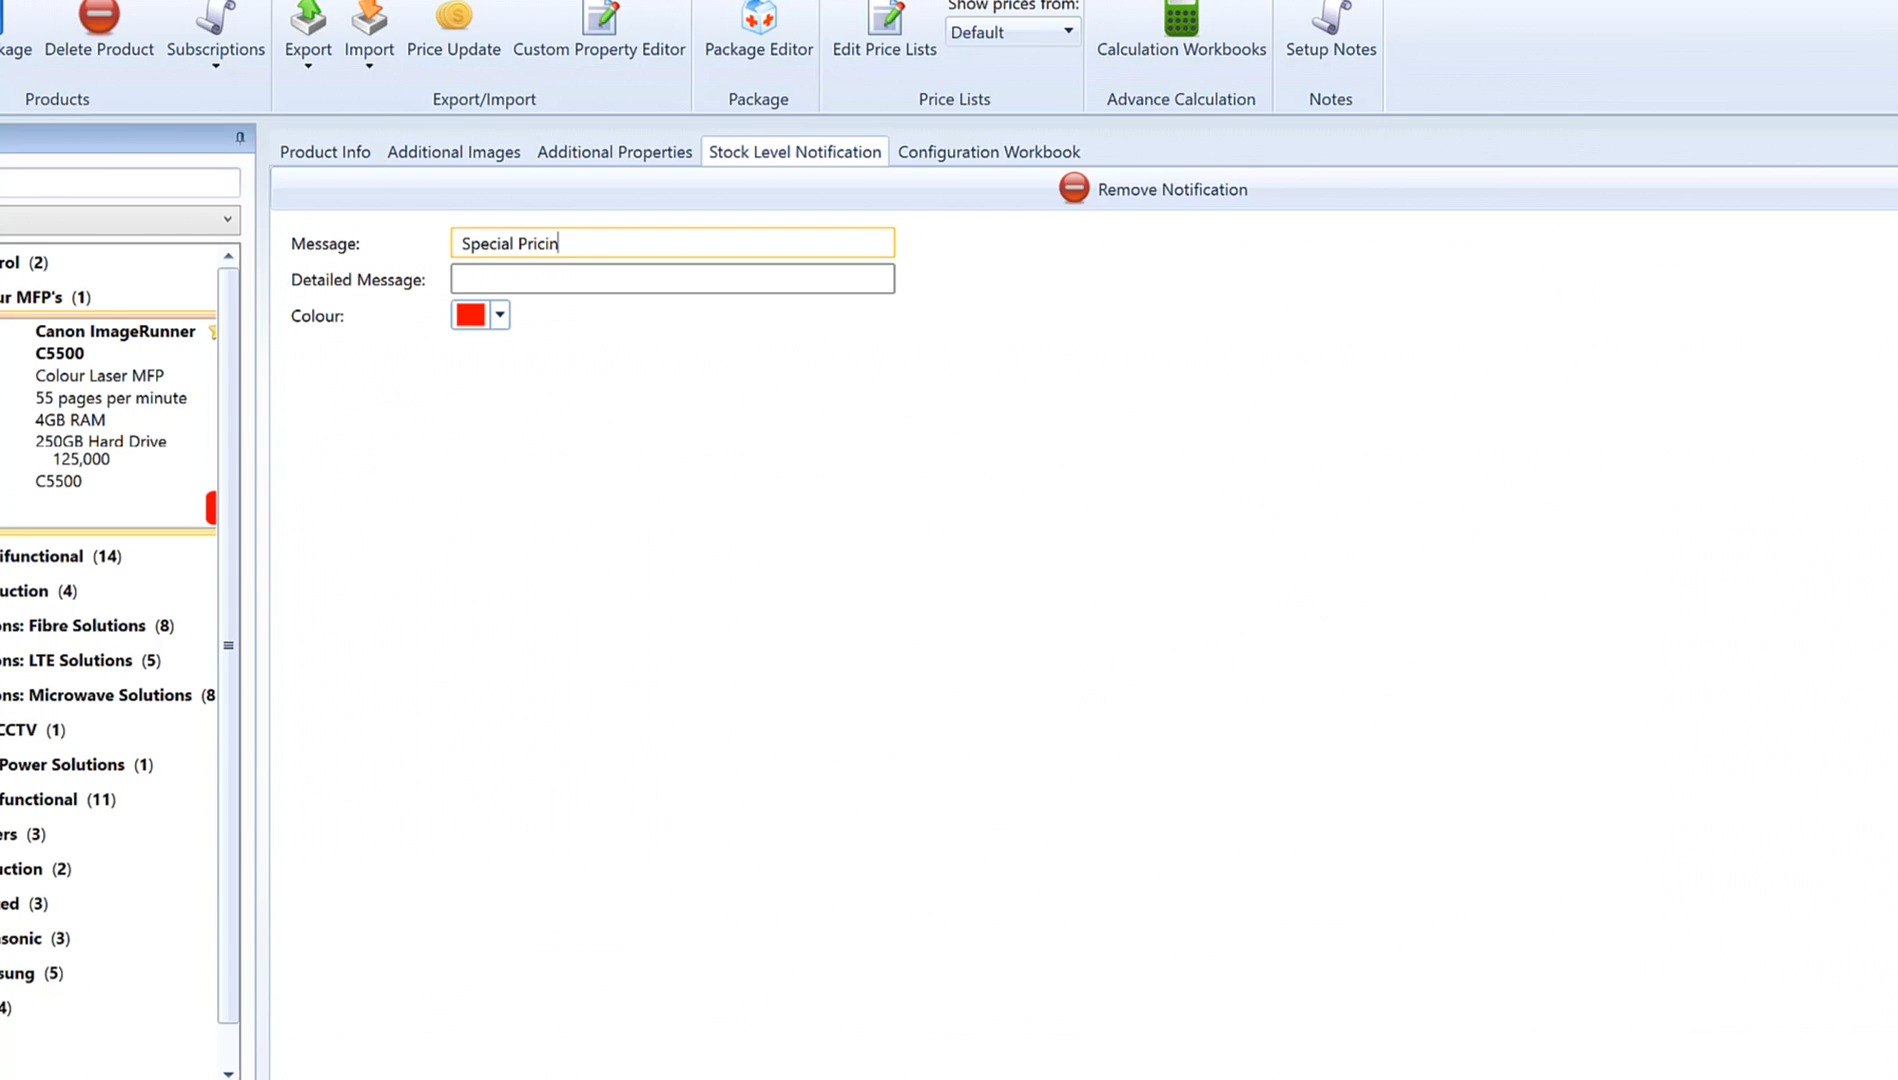 Show prices from:
kage
Delete Product
Subscriptions
Export
Import
Price Update
Custom Property Editor
Package Editor
Edit Price Lists
Default
Calculation Workbooks
Setup Notes
Products
Export/Import
Package
Price Lists
Advance Calculation
Notes
Product Info
Additional Images
Additional Properties
Stock Level Notification
Configuration Workbook
Remove Notification
Message:
Special Pricin
Detailed Message:
Colour:
rol (2)
ur MFP's (1)
Canon ImageRunner
C5500
Colour Laser MFP
55 pages per minute
4GB RAM
250GB Hard Drive
125,000
C5500
ifunctional (14)
uction (4)
ons: Fibre Solutions (8)
ons: LTE Solutions (5)
ons: Microwave Solutions (8
CCTV (1)
Power Solutions (1)
functional (11)
ers (3)
uction (2)
ed (3)
asonic (3)
sung (5)
4)